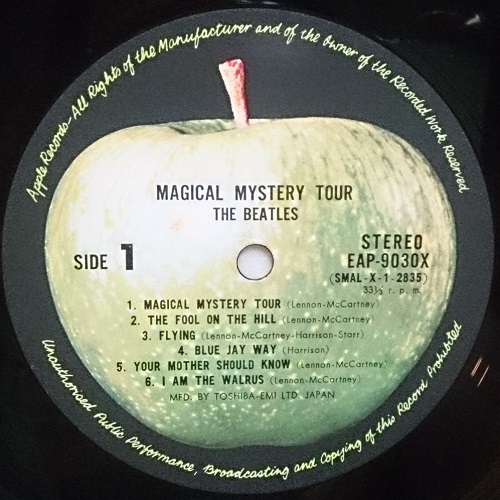 Apple Records—All Rights of the Manufacturer and of the Owner of the Recorded Work Reserved
MAGICAL MYSTERY TOUR
THE BEATLES
SIDE 1
STEREO
EAP-9030X
(SMAL-X-1-2835)
33⅓ r. p. m.
1. MAGICAL MYSTERY TOUR (Lennon-McCartney)
2. THE FOOL ON THE HILL (Lennon-McCartney)
3. FLYING (Lennon-McCartney-Harrison-Starr)
4. BLUE JAY WAY (Harrison)
5. YOUR MOTHER SHOULD KNOW (Lennon-McCartney)
6. I AM THE WALRUS (Lennon-McCartney)
MFD. BY TOSHIBA-EMI LTD. JAPAN
Unauthorised Public Performance, Broadcasting and Copying of this Record Prohibited